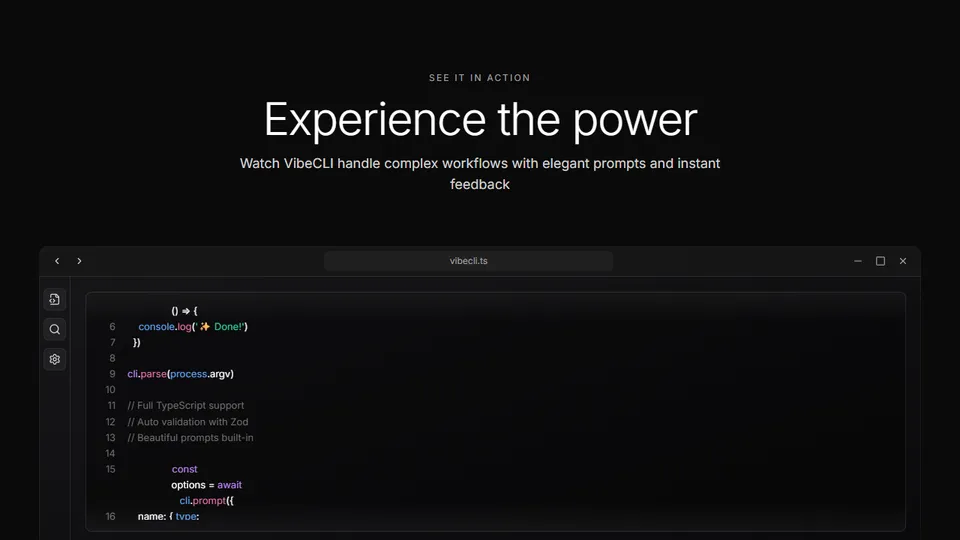 SEE IT IN ACTION
Experience the power
Watch VibeCLI handle complex workflows with elegant prompts and instant
feedback
vibecli.ts
() => {
6 console.log('✨ Done!')
7 })
8
9 cli.parse(process.argv)
10
11 // Full TypeScript support
12 // Auto validation with Zod
13 // Beautiful prompts built-in
14
15 const
options = await
cli.prompt({
16 name: { type: